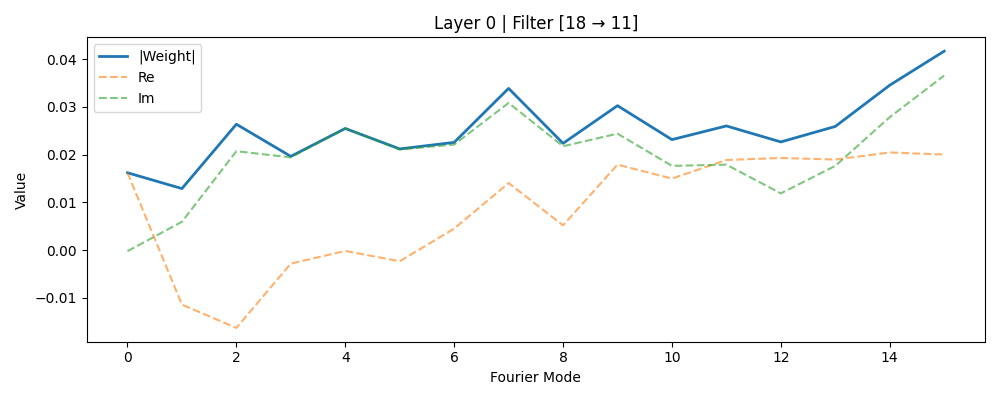 Layer 0 | Filter [18 → 11]
|Weight|
Re
Im
0.04
0.03
0.02
0.01
0.00
−0.01
Value
0 2 4 6 8 10 12 14
Fourier Mode